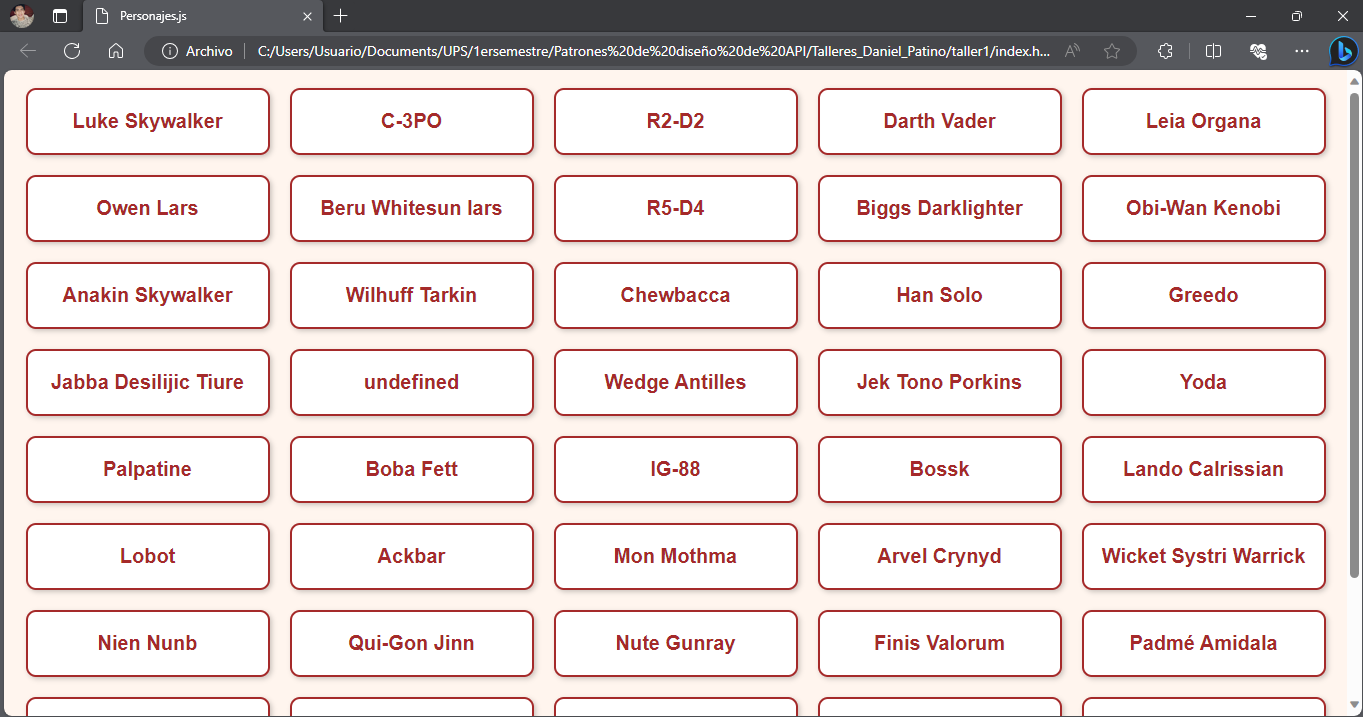 Personajes.js
Archivo
C:/Users/Usuario/Documents/UPS/1ersemestre/Patrones%20de%20diseño%20de%20API/Talleres_Daniel_Patino/taller1/index.h...
Luke Skywalker
C-3PO
R2-D2
Darth Vader
Leia Organa
Owen Lars
Beru Whitesun lars
R5-D4
Biggs Darklighter
Obi-Wan Kenobi
Anakin Skywalker
Wilhuff Tarkin
Chewbacca
Han Solo
Greedo
Jabba Desilijic Tiure
undefined
Wedge Antilles
Jek Tono Porkins
Yoda
Palpatine
Boba Fett
IG-88
Bossk
Lando Calrissian
Lobot
Ackbar
Mon Mothma
Arvel Crynyd
Wicket Systri Warrick
Nien Nunb
Qui-Gon Jinn
Nute Gunray
Finis Valorum
Padmé Amidala